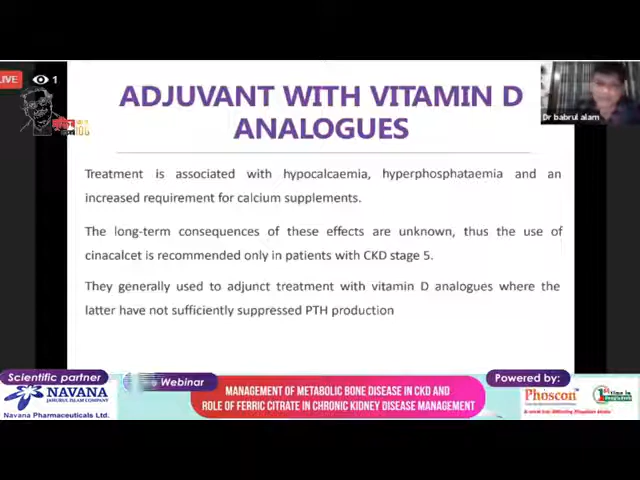 LIVE
1
ADJUVANT WITH VITAMIN D
ANALOGUES
Dr babrul alam
Treatment is associated with hypocalcaemia, hyperphosphataemia and an
increased requirement for calcium supplements.
The long-term consequences of these effects are unknown, thus the use of
cinacalcet is recommended only in patients with CKD stage 5.
They generally used to adjunct treatment with vitamin D analogues where the
latter have not sufficiently suppressed PTH production
Scientific partner
NAVANA
JAHURUL ISLAM COMPANY
Navana Pharmaceuticals Ltd.
Webinar
MANAGEMENT OF METABOLIC BONE DISEASE IN CKD AND
ROLE OF FERRIC CITRATE IN CHRONIC KIDNEY DISEASE MANAGEMENT
Powered by:
Phoscon